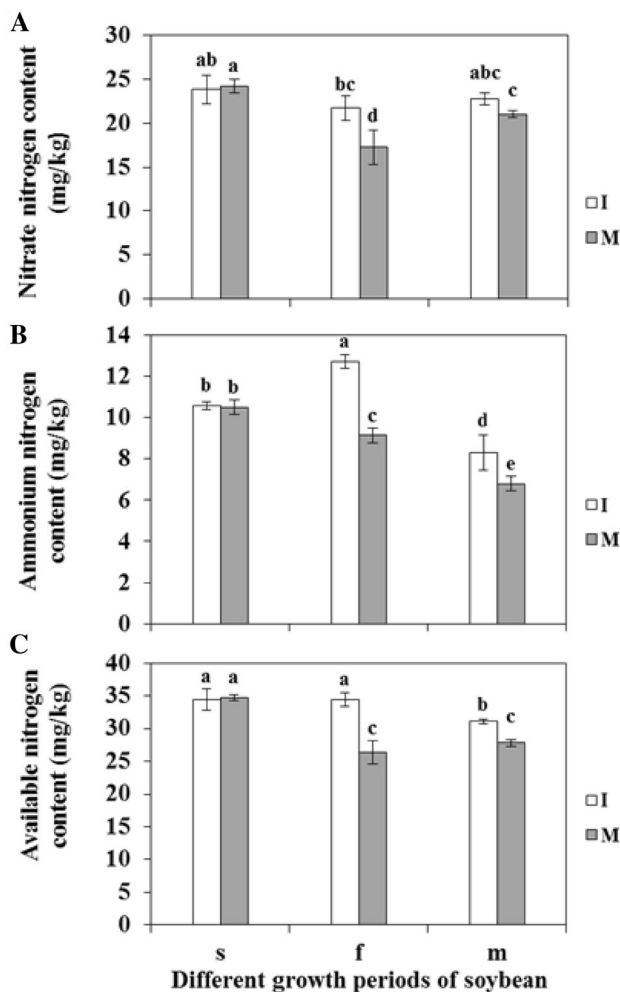 A
Nitrate nitrogen content
(mg/kg)
30
25
20
15
10
5
0
ab a bc d abc c
I
M
B
Ammonium nitrogen
content (mg/kg)
14
12
10
8
6
4
2
0
b b a c d e
I
M
C
Available nitrogen
content (mg/kg)
40
35
30
25
20
15
10
5
0
a a a c b c
I
M
s f m
Different growth periods of soybean